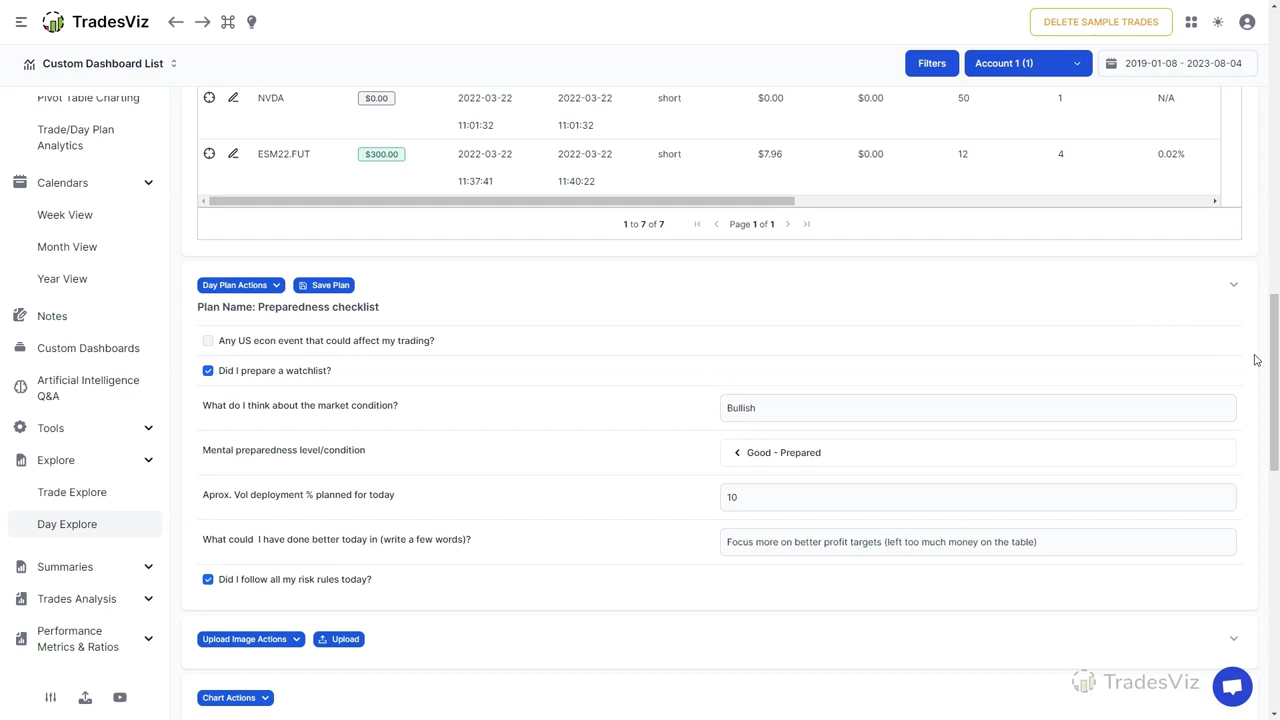 TradesViz
DELETE SAMPLE TRADES
Custom Dashboard List
Filters
Account 1 (1)
2019-01-08 - 2023-08-04
Pivot Table Charting
Trade/Day Plan
Analytics
Calendars
Week View
Month View
Year View
Notes
Custom Dashboards
Artificial Intelligence
Q&A
Tools
Explore
Trade Explore
Day Explore
Summaries
Trades Analysis
Performance
Metrics & Ratios
NVDA $0.00 2022-03-22 2022-03-22 short $0.00 $0.00 50 1 N/A
11:01:32 11:01:32
ESM22.FUT $300.00 2022-03-22 2022-03-22 short $7.96 $0.00 12 4 0.02%
11:37:41 11:40:22
1 to 7 of 7 Page 1 of 1
Day Plan Actions Save Plan
Plan Name: Preparedness checklist
Any US econ event that could affect my trading?
Did I prepare a watchlist?
What do I think about the market condition? Bullish
Mental preparedness level/condition Good - Prepared
Aprox. Vol deployment % planned for today 10
What could I have done better today in (write a few words)? Focus more on better profit targets (left too much money on the table)
Did I follow all my risk rules today?
Upload Image Actions Upload
Chart Actions
TradesViz